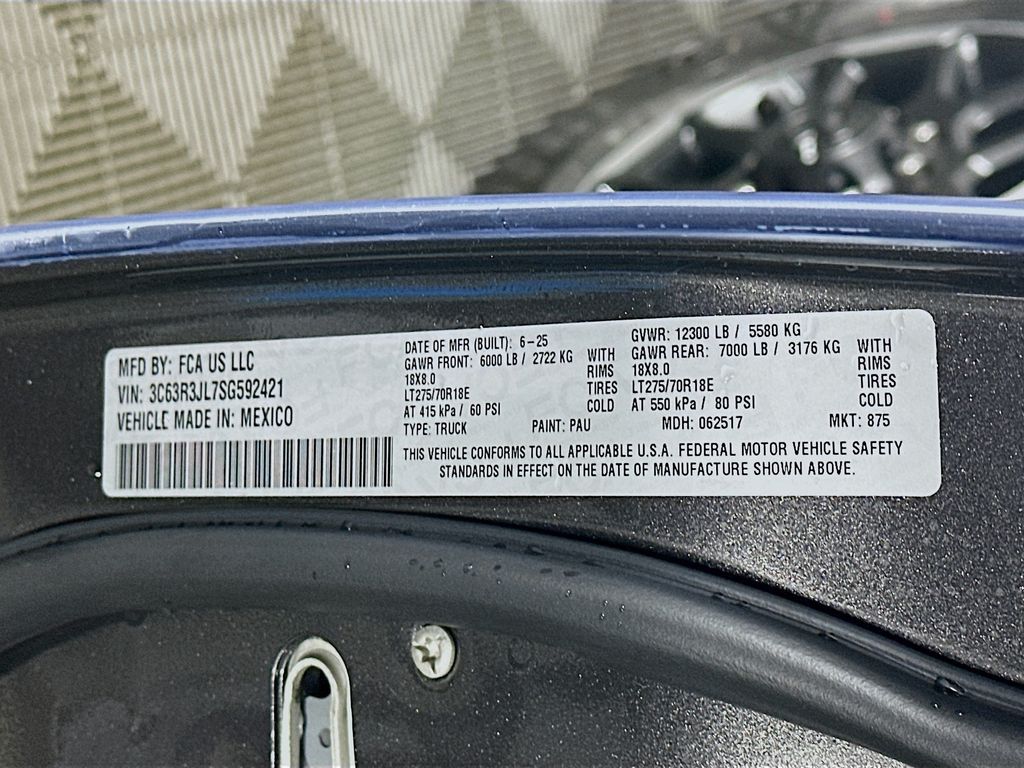 MFD BY: FCA US LLC
VIN: 3C63R3JL7SG592421
VEHICLE MADE IN: MEXICO
DATE OF MFR (BUILT): 6-25
GAWR FRONT: 6000 LB / 2722 KG WITH
18X8.0 RIMS
LT275/70R18E TIRES
AT 415 kPa / 60 PSI COLD
GVWR: 12300 LB / 5580 KG
GAWR REAR: 7000 LB / 3176 KG WITH
18X8.0 RIMS
LT275/70R18E TIRES
AT 550 kPa / 80 PSI COLD
TYPE: TRUCK PAINT: PAU MDH: 062517 MKT: 875
THIS VEHICLE CONFORMS TO ALL APPLICABLE U.S.A. FEDERAL MOTOR VEHICLE SAFETY
STANDARDS IN EFFECT ON THE DATE OF MANUFACTURE SHOWN ABOVE.